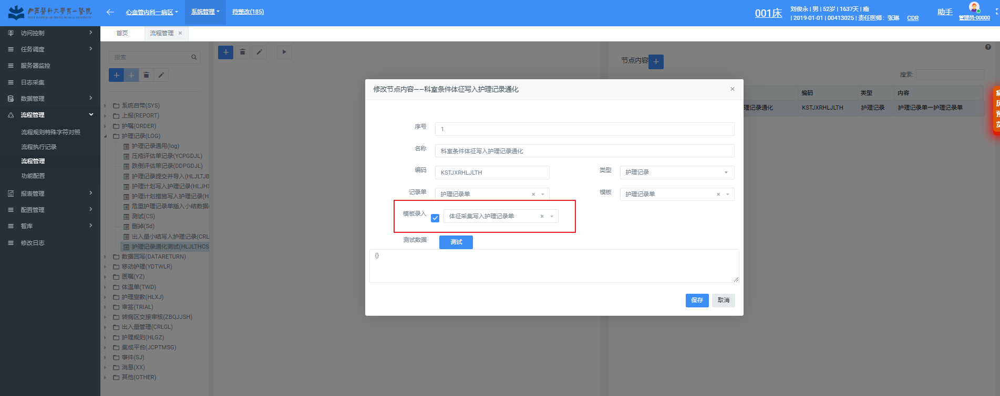 山西醫科大學第一醫院
FIRST HOSPITAL OF SHANXI MEDICAL UNIVERSITY
心血管内科一病区
系统管理
待整改(185)
001床
刘俊永 | 男 | 52岁 | 1637天 | 痛
| 2019-01-01 | 00413025 | 责任医师: 张琳
CDR
助手
管理员-00000
访问控制
任务调度
服务器监控
日志采集
数据管理
流程管理
流程规则特殊字符对照
流程执行记录
流程管理
功能配置
报表管理
配置管理
智库
修改日志
首页
流程管理 ×
搜索
系统自带(SYS)
上报(REPORT)
护嘱(ORDER)
护理记录(LOG)
护理记录通用(log)
压疮评估单记录(YCPGDJL)
跌倒评估单记录(DDPGDJL)
护理记录提交并导入(HLJLTJB
护理计划写入护理记录(HLJHX
护理计划措施写入护理记录(H
危重护理记录单插入小结数据(
测试(CS)
删掉(Sd)
出入量小结写入护理记录(CRL
护理记录通化测试(HLJLTHCS
数据回写(DATARETURN)
移动护理(YDTWLR)
医嘱(YZ)
体温单(TWD)
护理宣教(HLXJ)
审签(TRIAL)
转病区交接审核(ZBQJJSH)
出入量管理(CRLGL)
护理规则(HLGZ)
集成平台(JCPTMSG)
事件(SJ)
消息(XX)
其他(OTHER)
节点内容
搜索:
编码
类型
内容
理记录通化
KSTJXRHLJLTH
护理记录
护理记录单—护理记录单
病
历
预
览
修改节点内容——科室条件体征写入护理记录通化
×
序号
1
名称
科室条件体征写入护理记录通化
编码
KSTJXRHLJLTH
类型
护理记录
记录单
护理记录单
模板
护理记录单
模板录入
体征采集写入护理记录单
测试数据
测试
{}
保存
取消